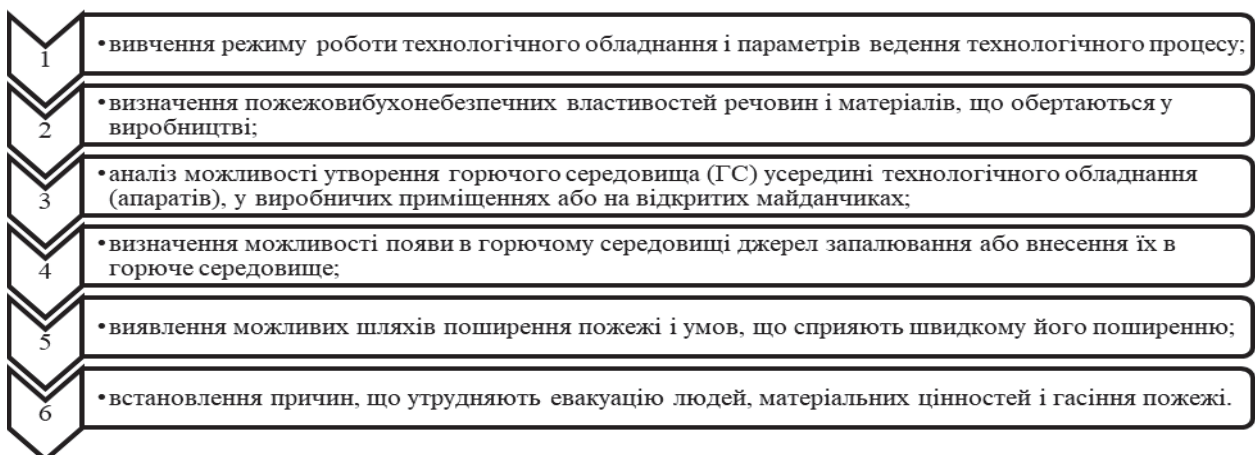 1
•вивчення режиму роботи технологічного обладнання і параметрів ведення технологічного процесу;
2
•визначення пожежовибухонебезпечних властивостей речовин і матеріалів, що обертаються у
виробництві;
3
•аналіз можливості утворення горючого середовища (ГС) усередині технологічного обладнання
(апаратів), у виробничих приміщеннях або на відкритих майданчиках;
4
•визначення можливості появи в горючому середовищі джерел запалювання або внесення їх в
горюче середовище;
5
•виявлення можливих шляхів поширення пожежі і умов, що сприяють швидкому його поширенню;
6
•встановлення причин, що утрудняють евакуацію людей, матеріальних цінностей і гасіння пожежі.